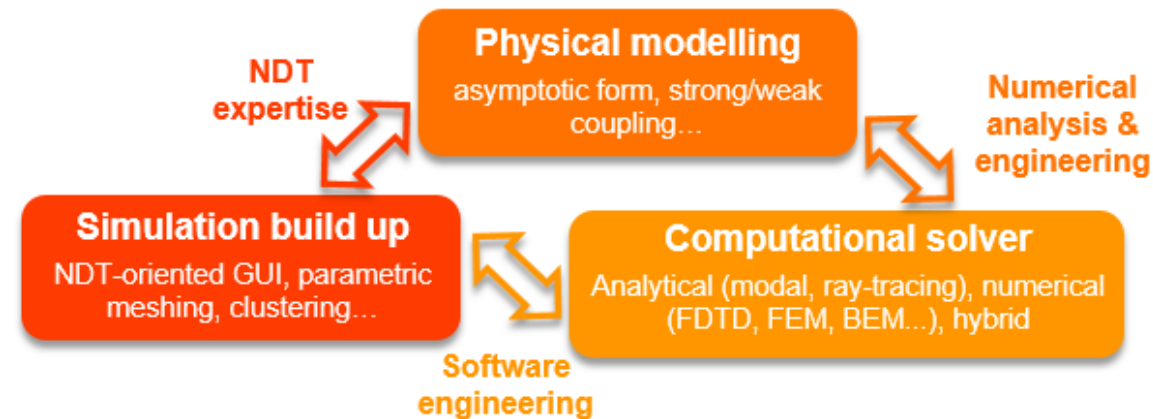 Physical modelling
asymptotic form, strong/weak
coupling...
NDT
expertise
Numerical
analysis &
engineering
Simulation build up
NDT-oriented GUI, parametric
meshing, clustering...
Computational solver
Analytical (modal, ray-tracing), numerical
(FDTD, FEM, BEM...), hybrid
Software
engineering